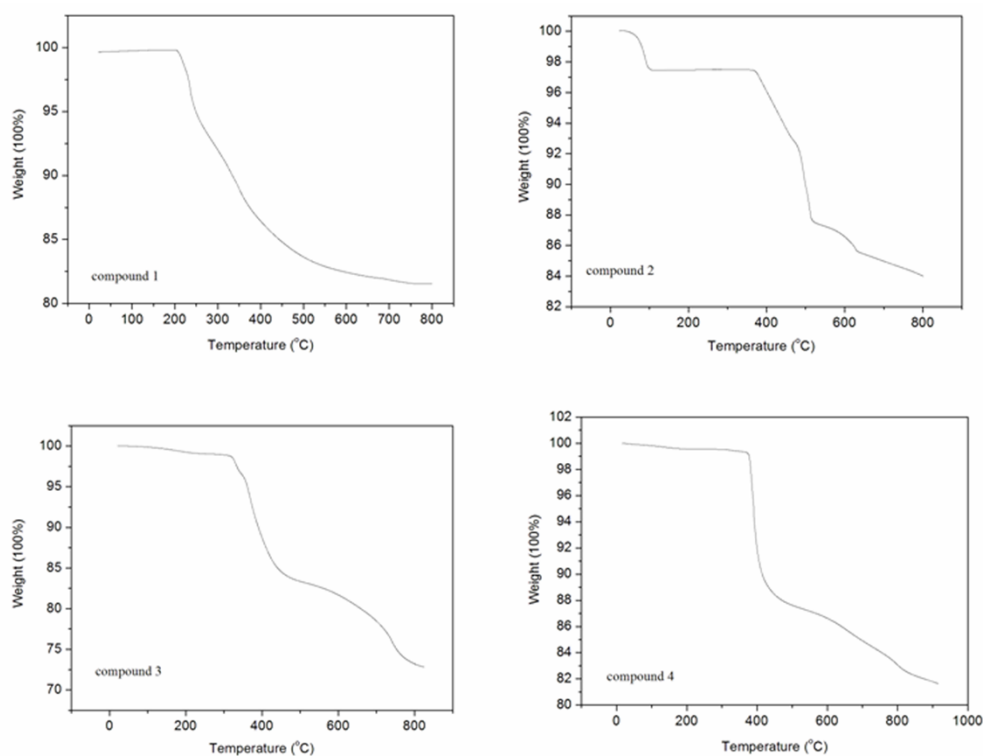 100
95
90
85
80
Weight (100%)
compound 1
0 100 200 300 400 500 600 700 800
Temperature (°C)
100
98
96
94
92
90
88
86
84
82
Weight (100%)
compound 2
0 200 400 600 800
Temperature (°C)
100
95
90
85
80
75
70
Weight (100%)
compound 3
0 200 400 600 800
Temperature (°C)
102
100
98
96
94
92
90
88
86
84
82
80
Weight (100%)
compound 4
0 200 400 600 800 1000
Temperature (°C)